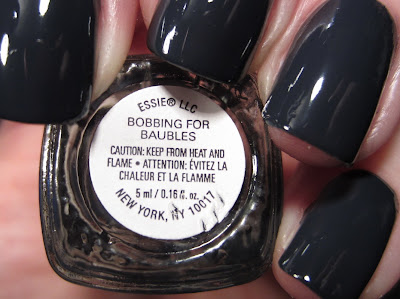 ESSIE® LLC
BOBBING FOR
BAUBLES
CAUTION: KEEP FROM HEAT AND
FLAME • ATTENTION: ÉVITEZ LA
CHALEUR ET LA FLAMME
5 ml / 0.16 fl. oz.
NEW YORK, NY 10017